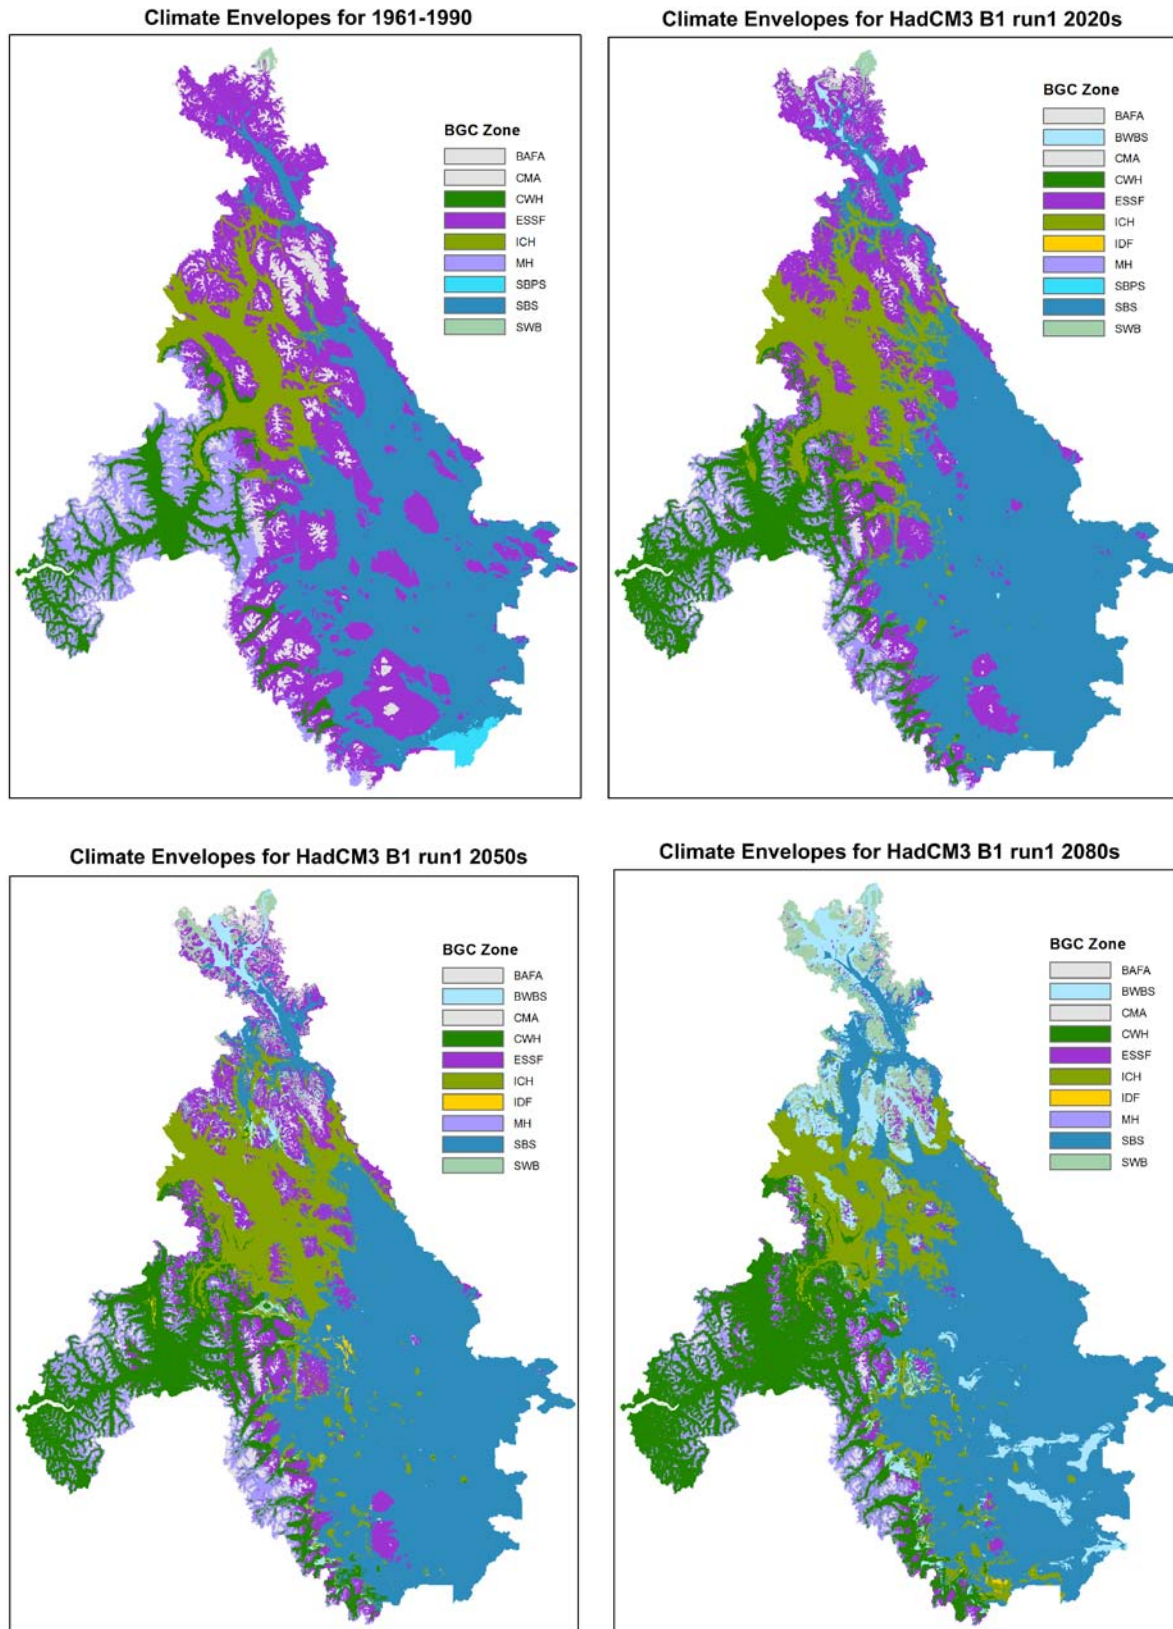 Climate Envelopes for 1961-1990
BGC Zone
BAFA
CMA
CWH
ESSF
ICH
MH
SBPS
SBS
SWB
Climate Envelopes for HadCM3 B1 run1 2020s
BGC Zone
BAFA
BWBS
CMA
CWH
ESSF
ICH
IDF
MH
SBPS
SBS
SWB
Climate Envelopes for HadCM3 B1 run1 2050s
BGC Zone
BAFA
BWBS
CMA
CWH
ESSF
ICH
IDF
MH
SBS
SWB
Climate Envelopes for HadCM3 B1 run1 2080s
BGC Zone
BAFA
BWBS
CMA
CWH
ESSF
ICH
IDF
MH
SBS
SWB